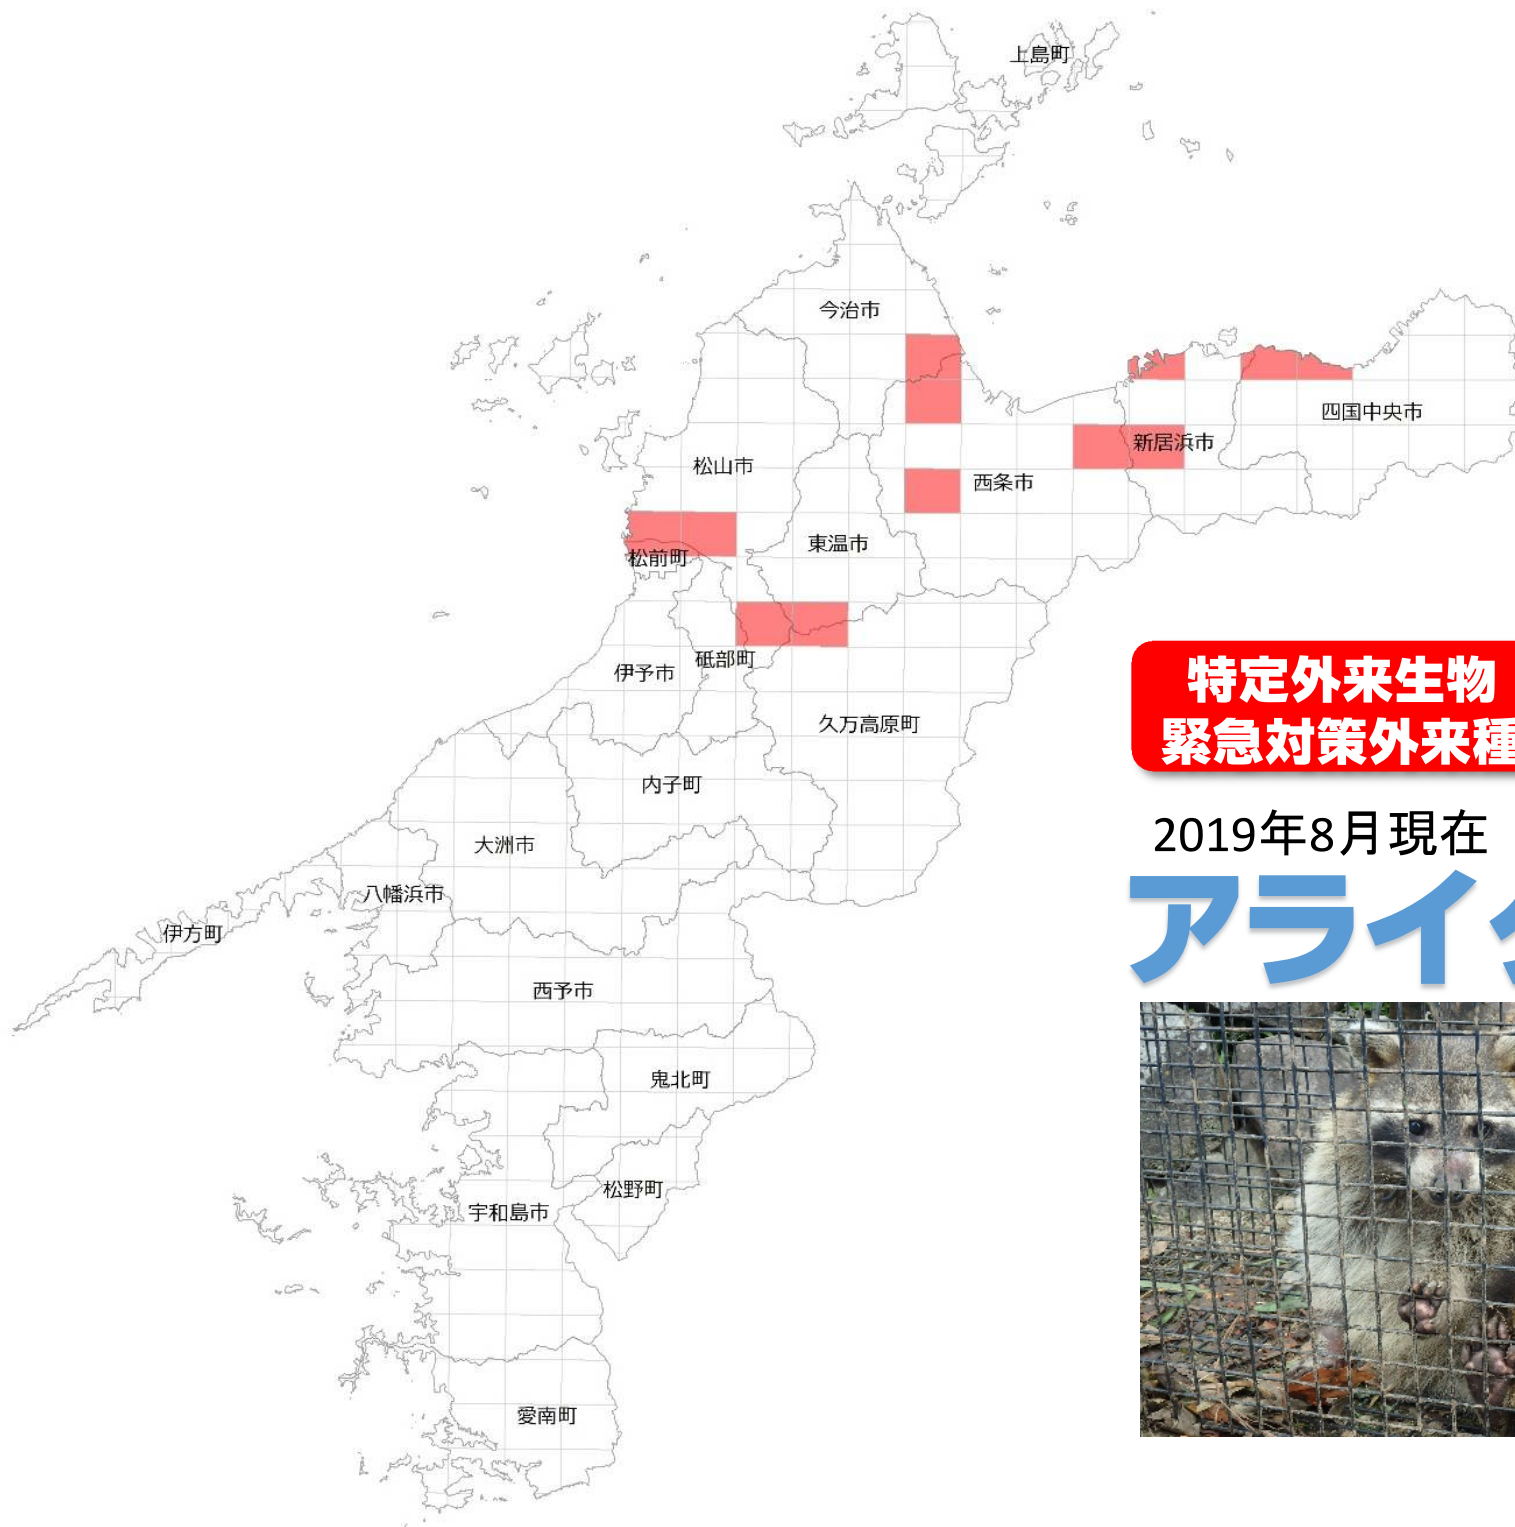 上島町
今治市
四国中央市
新居浜市
松山市
西条市
東温市
松前町
砥部町
伊予市
久万高原町
内子町
大洲市
八幡浜市
伊方町
西予市
鬼北町
松野町
宇和島市
愛南町
特定外来生物
緊急対策外来種
2019年8月現在
アライグ